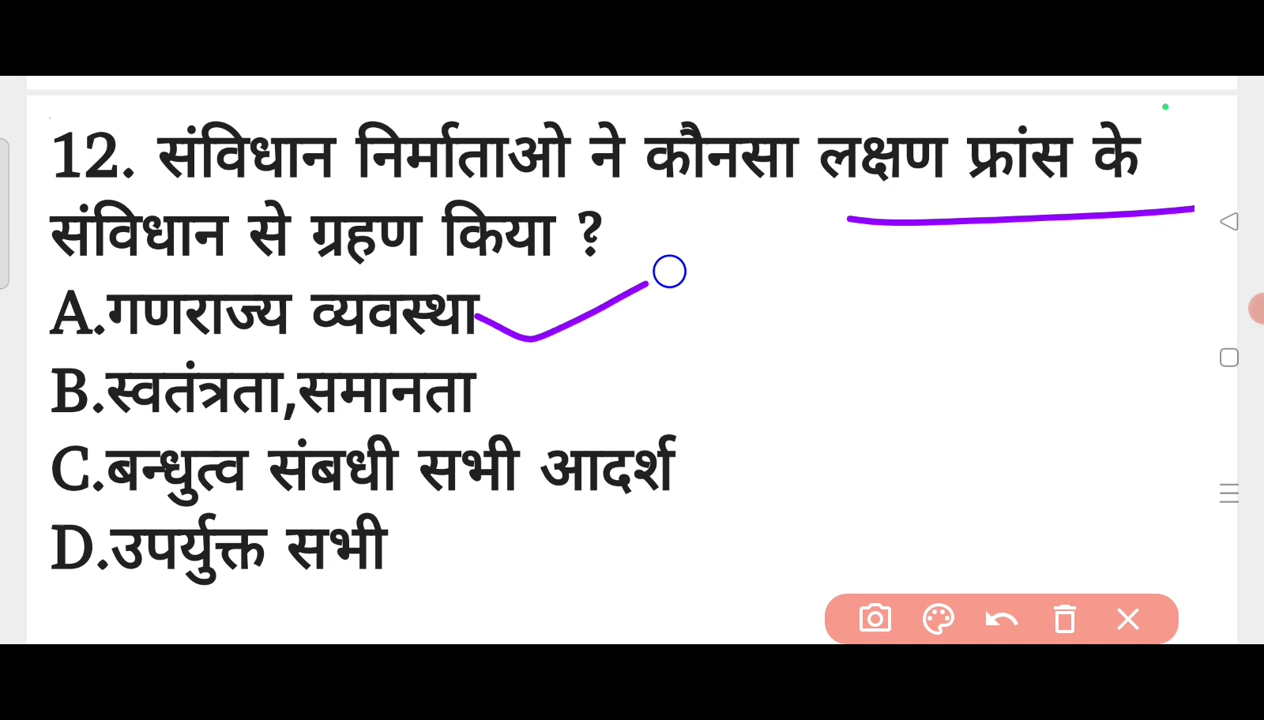 12. संविधान निर्माताओ ने कौनसा लक्षण फ्रांस के
संविधान से ग्रहण किया ?
A.गणराज्य व्यवस्था
B.स्वतंत्रता,समानता
C.बन्धुत्व संबधी सभी आदर्श
D.उपर्युक्त सभी